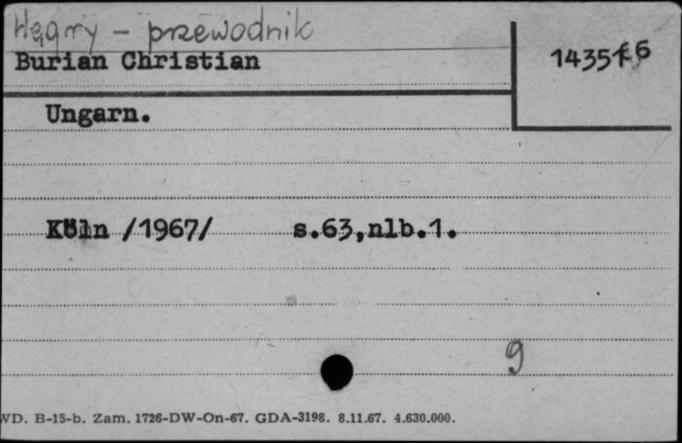 Węgry - przewodnik
Burian Christian
Ungarn.
Köln /1967/ s.63,nlb.1.
9
WD. B-15-b. Zam. 1726-DW-On-67. GDA-3198. 8.11.67. 4.630.000.